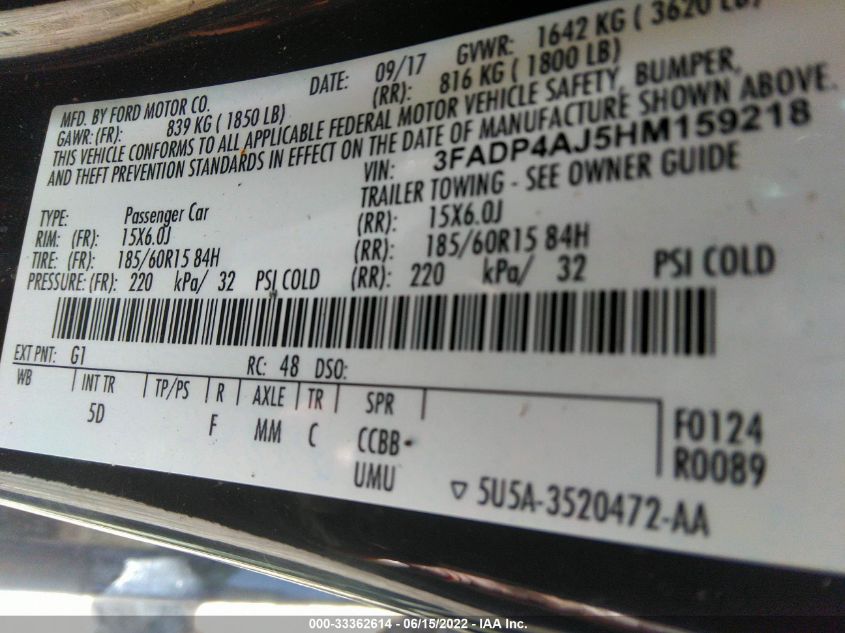 MFD. BY FORD MOTOR CO. DATE: 09/17 GVWR: 1642 KG ( 3620 LB)
GAWR: (FR): 839 KG ( 1850 LB) (RR): 816 KG ( 1800 LB)
THIS VEHICLE CONFORMS TO ALL APPLICABLE FEDERAL MOTOR VEHICLE SAFETY, BUMPER,
AND THEFT PREVENTION STANDARDS IN EFFECT ON THE DATE OF MANUFACTURE SHOWN ABOVE.
VIN: 3FADP4AJ5HM159218
TYPE: Passenger Car TRAILER TOWING - SEE OWNER GUIDE
RIM: (FR): 15X6.0J (RR): 15X6.0J
TIRE: (FR): 185/60R15 84H (RR): 185/60R15 84H
PRESSURE: (FR): 220 kPa/ 32 PSI COLD (RR): 220 kPa/ 32 PSI COLD
EXT PNT: G1 RC: 48 DSO:
WB INT TR TP/PS R AXLE TR SPR F0124
5D F MM C CCBB R0089
UMU
5U5A-3520472-AA
000-33362614 - 06/15/2022 - IAAI Inc.